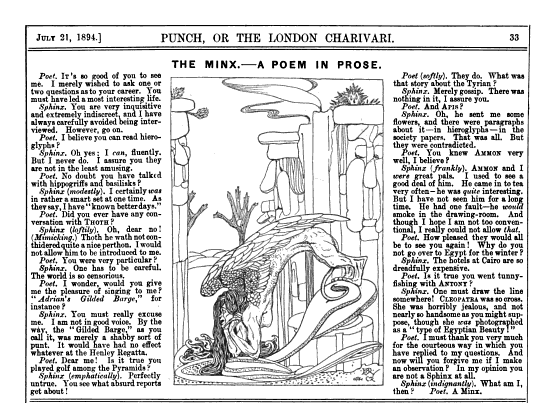 JULY 21, 1894.]
PUNCH, OR THE LONDON CHARIVARI.
33
THE MINX.—A POEM IN PROSE.
Poet. IT'S so good of you to see
me. I merely wished to ask one or
two questions as to your career. You
must have led a most interesting life.
Sphinx. You are very inquisitive
and extremely indiscreet, and I have
always carefully avoided being inter-
viewed. However, go on.
Poet. I believe you can read hiero-
glyphs?
Sphinx. Oh yes; I can, fluently.
But I never do. I assure you they
are not in the least amusing.
Poet. No doubt you have talked
with hippogriffs and basilisks?
Sphinx (modestly). I certainly was
in rather a smart set at one time. As
they say, I have "known better days."
Poet. Did you ever have any con-
versation with THOTH?
Sphinx (loftily). Oh, dear no!
(Mimicking.) Thoth he wath not con-
thidered quite a nice perthon. I would
not allow him to be introduced to me.
Poet. You were very particular?
Sphinx. One has to be careful.
The world is so censorious.
Poet. I wonder, would you give
me the pleasure of singing to me?
"Adrian's Gilded Barge," for
instance?
Sphinx. You must really excuse
me. I am not in good voice. By the
way, the "Gilded Barge," as you
call it, was merely a shabby sort of
punt. It would have had no effect
whatever at the Henley Regatta.
Poet. Dear me! Is it true you
played golf among the Pyramids?
Sphinx (emphatically). Perfectly
untrue. You see what absurd reports
get about!
Poet (softly). They do. What was
that story about the Tyrian?
Sphinx. Merely gossip. There was
nothing in it, I assure you.
Poet. And APIS?
Sphinx. Oh, he sent me some
flowers, and there were paragraphs
about it—in hieroglyphs—in the
society papers. That was all. But
they were contradicted.
Poet. You knew AMMON very
well, I believe?
Sphinx (frankly). AMMON and I
were great pals. I used to see a
good deal of him. He came in to tea
very often—he was quite interesting.
But I have not seen him for a long
time. He had one fault—he would
smoke in the drawing-room. And
though I hope I am not too conven-
tional, I really could not allow that.
Poet. How pleased they would all
be to see you again! Why do you
not go over to Egypt for the winter?
Sphinx. The hotels at Cairo are so
dreadfully expensive.
Poet. Is it true you went tunny-
fishing with ANTONY?
Sphinx. One must draw the line
somewhere! CLEOPATRA was so cross.
She was horribly jealous, and not
nearly so handsome as you might sup-
pose, though she was photographed
as a "type of Egyptian Beauty!"
Poet. I must thank you very much
for the courteous way in which you
have replied to my questions. And
now will you forgive me if I make
an observation? In my opinion you
are not a Sphinx at all.
Sphinx (indignantly). What am I,
then? Poet. A Minx.